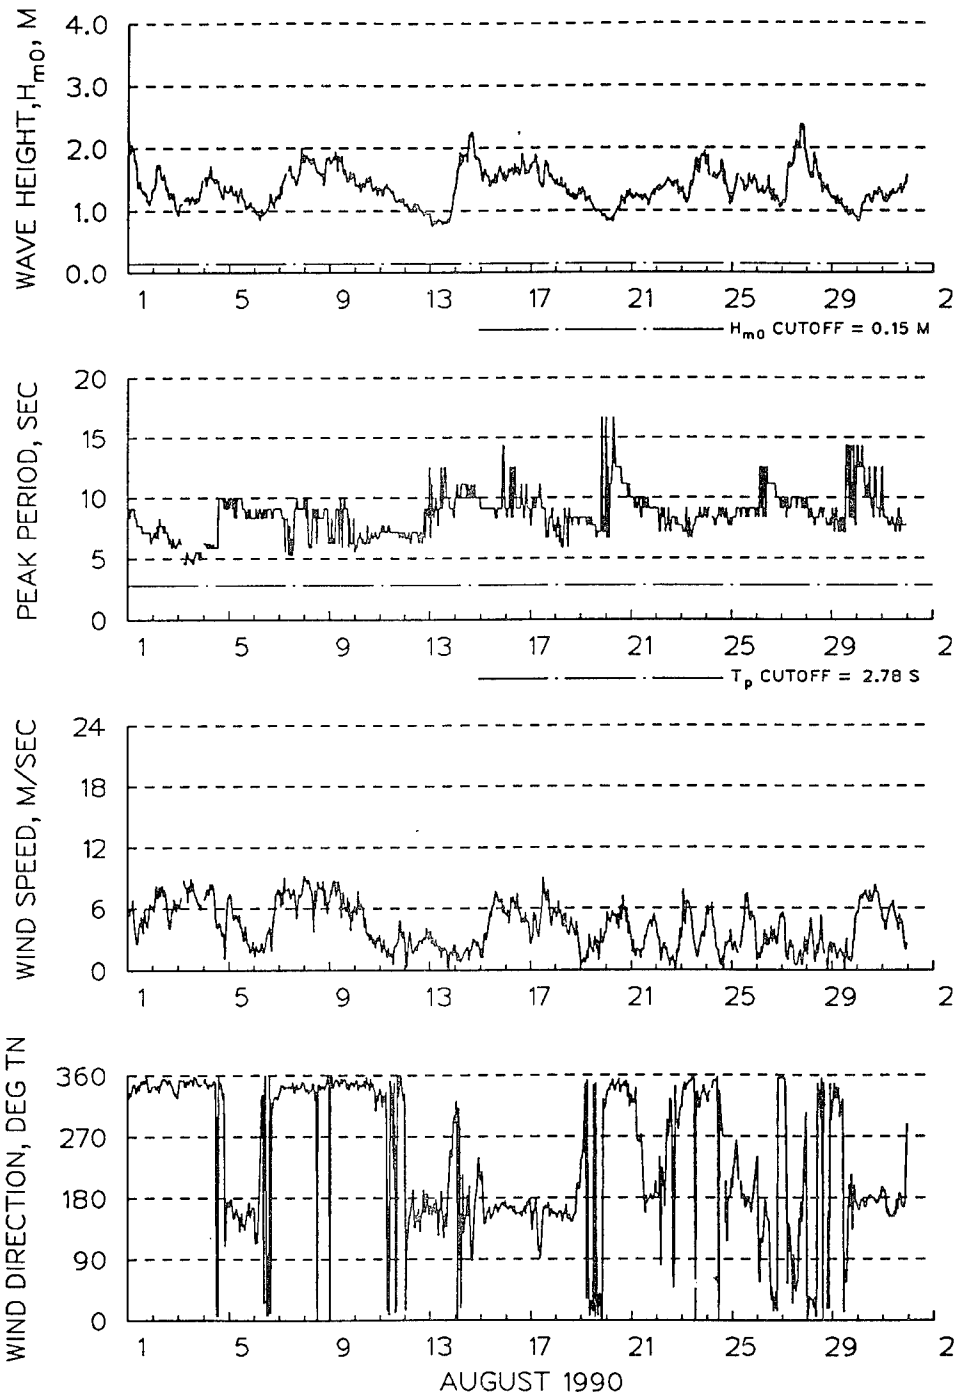 WAVE HEIGHT, Hm0, M
4.0
3.0
2.0
1.0
0.0
1 5 9 13 17 21 25 29 2
Hm0 CUTOFF = 0.15 M
PEAK PERIOD, SEC
20
15
10
5
0
1 5 9 13 17 21 25 29 2
Tp CUTOFF = 2.78 S
WIND SPEED, M/SEC
24
18
12
6
0
1 5 9 13 17 21 25 29 2
WIND DIRECTION, DEG TN
360
270
180
90
0
1 5 9 13 17 21 25 29 2
AUGUST 1990